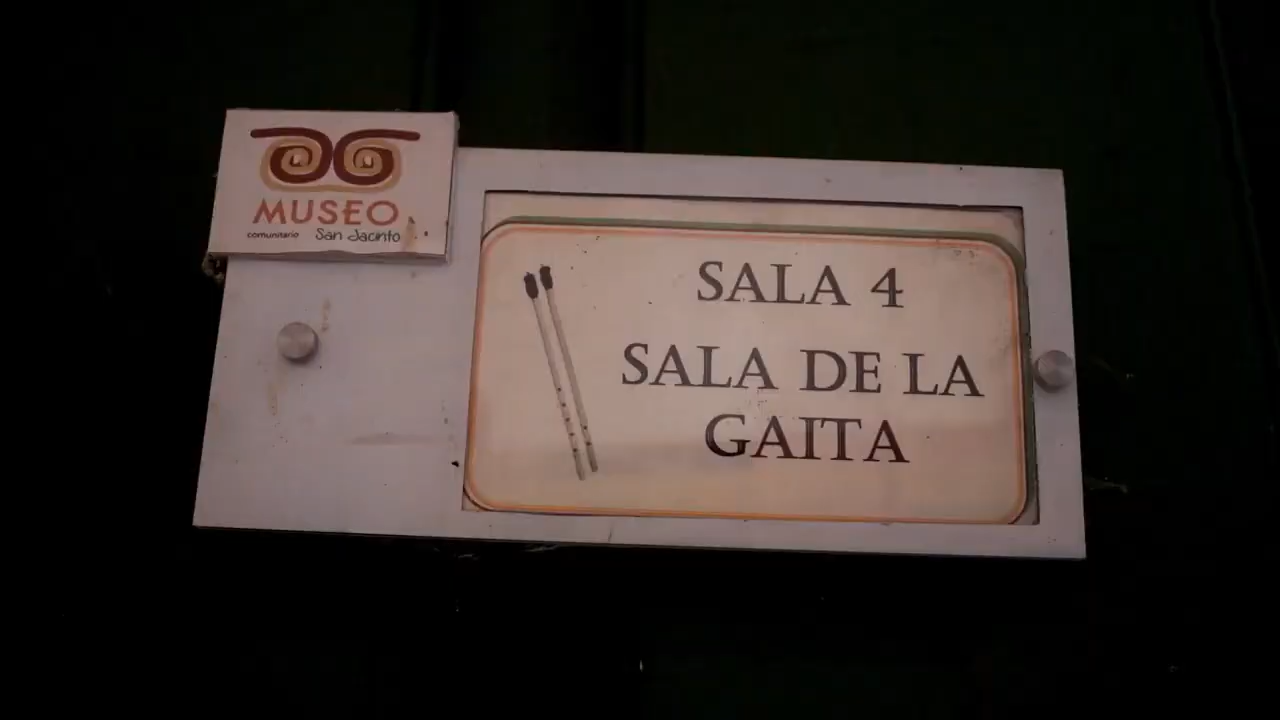 MUSEO
comunitario San Jacinto
SALA 4
SALA DE LA
GAITA